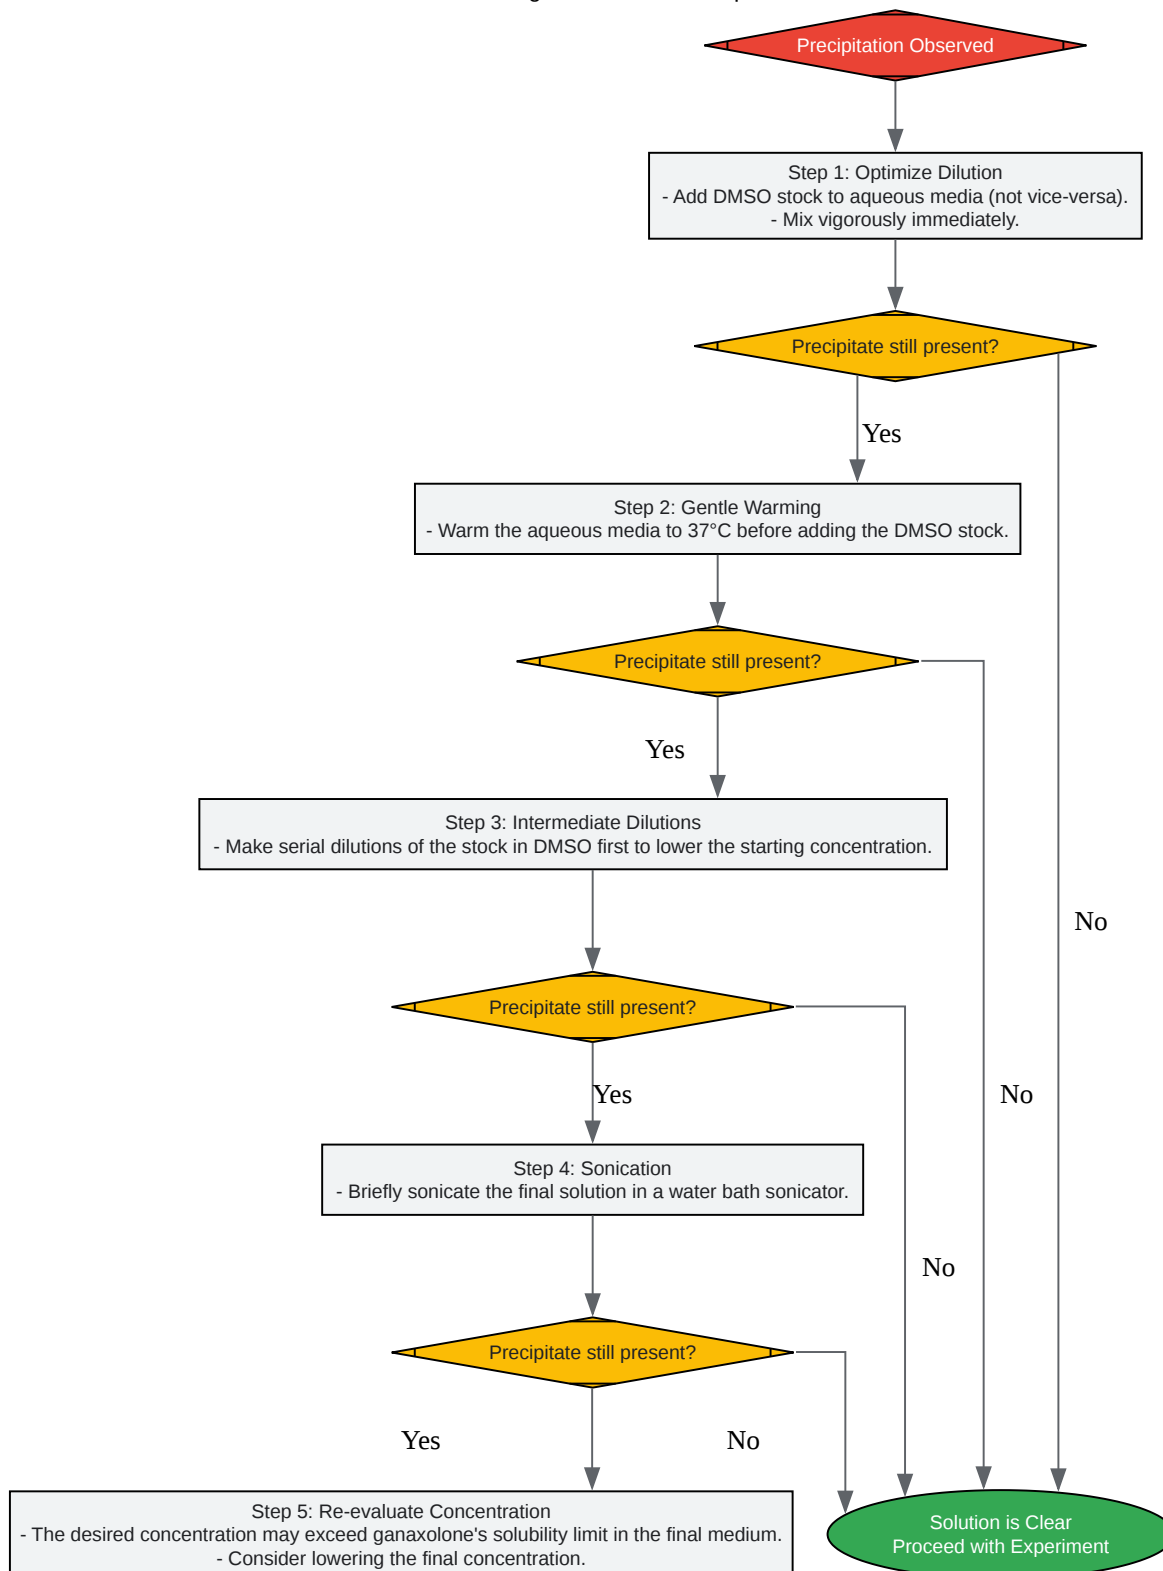 Precipitation Observed
Step 1: Optimize Dilution
- Add DMSO stock to aqueous media (not vice-versa).
- Mix vigorously immediately.
Precipitate still present?
Yes
Step 2: Gentle Warming
- Warm the aqueous media to 37°C before adding the DMSO stock.
Precipitate still present?
Yes
Step 3: Intermediate Dilutions
- Make serial dilutions of the stock in DMSO first to lower the starting concentration.
No
Precipitate still present?
Yes
No
Step 4: Sonication
- Briefly sonicate the final solution in a water bath sonicator.
No
Precipitate still present?
Yes
No
Step 5: Re-evaluate Concentration
- The desired concentration may exceed ganaxolone's solubility limit in the final medium.
- Consider lowering the final concentration.
Solution is Clear
Proceed with Experiment